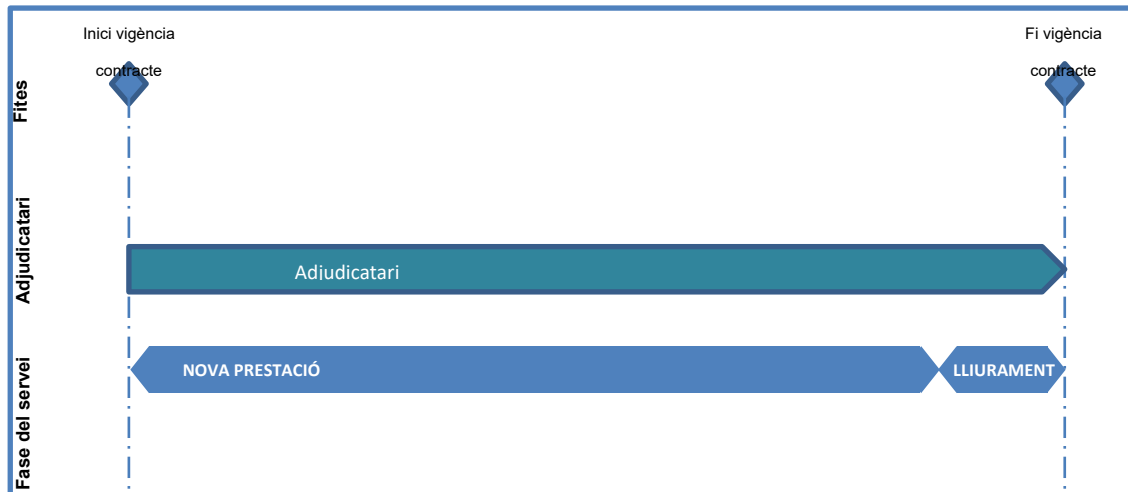 Inici vigència
contracte
Fi vigència
contracte
Fites
Adjudicatari
Adjudicatari
Fase del servei
NOVA PRESTACIÓ
LLIURAMENT